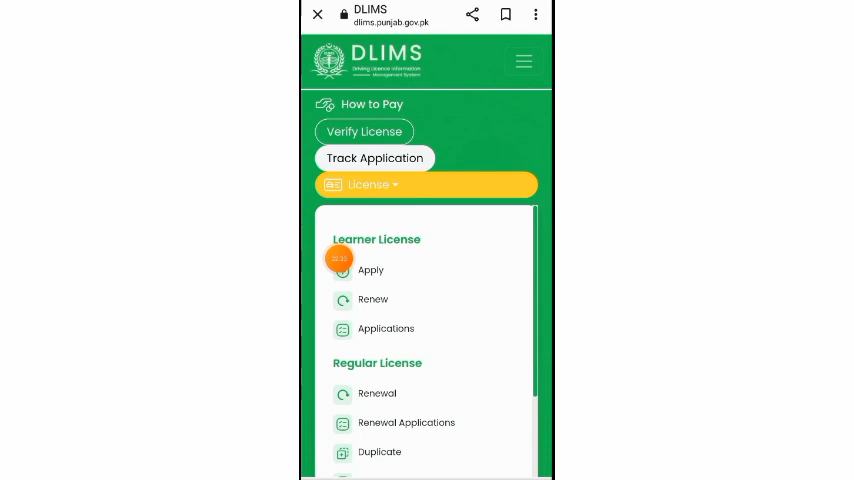 DLIMS
dlims.punjab.gov.pk
DLIMS
Driving Licence Information
Management System
How to Pay
Verify License
Track Application
License
Learner License
Apply
Renew
Applications
Regular License
Renewal
Renewal Applications
Duplicate